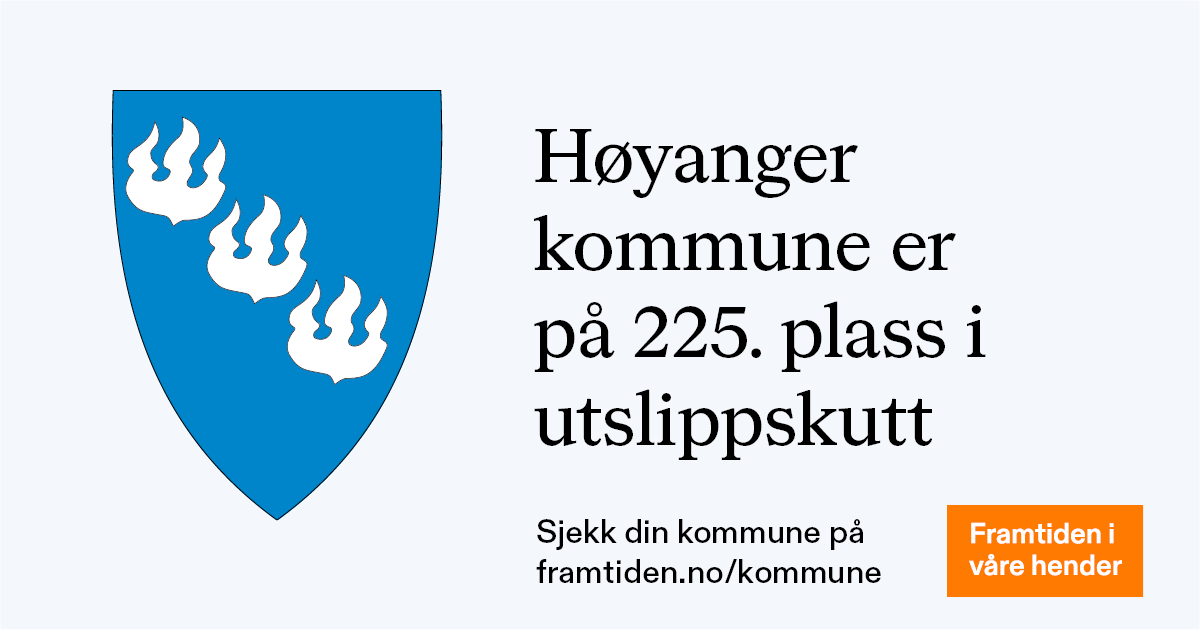 Høyanger
kommune er
på 225. plass i
utslippskutt
Sjekk din kommune på
framtiden.no/kommune
Framtiden i
våre hender